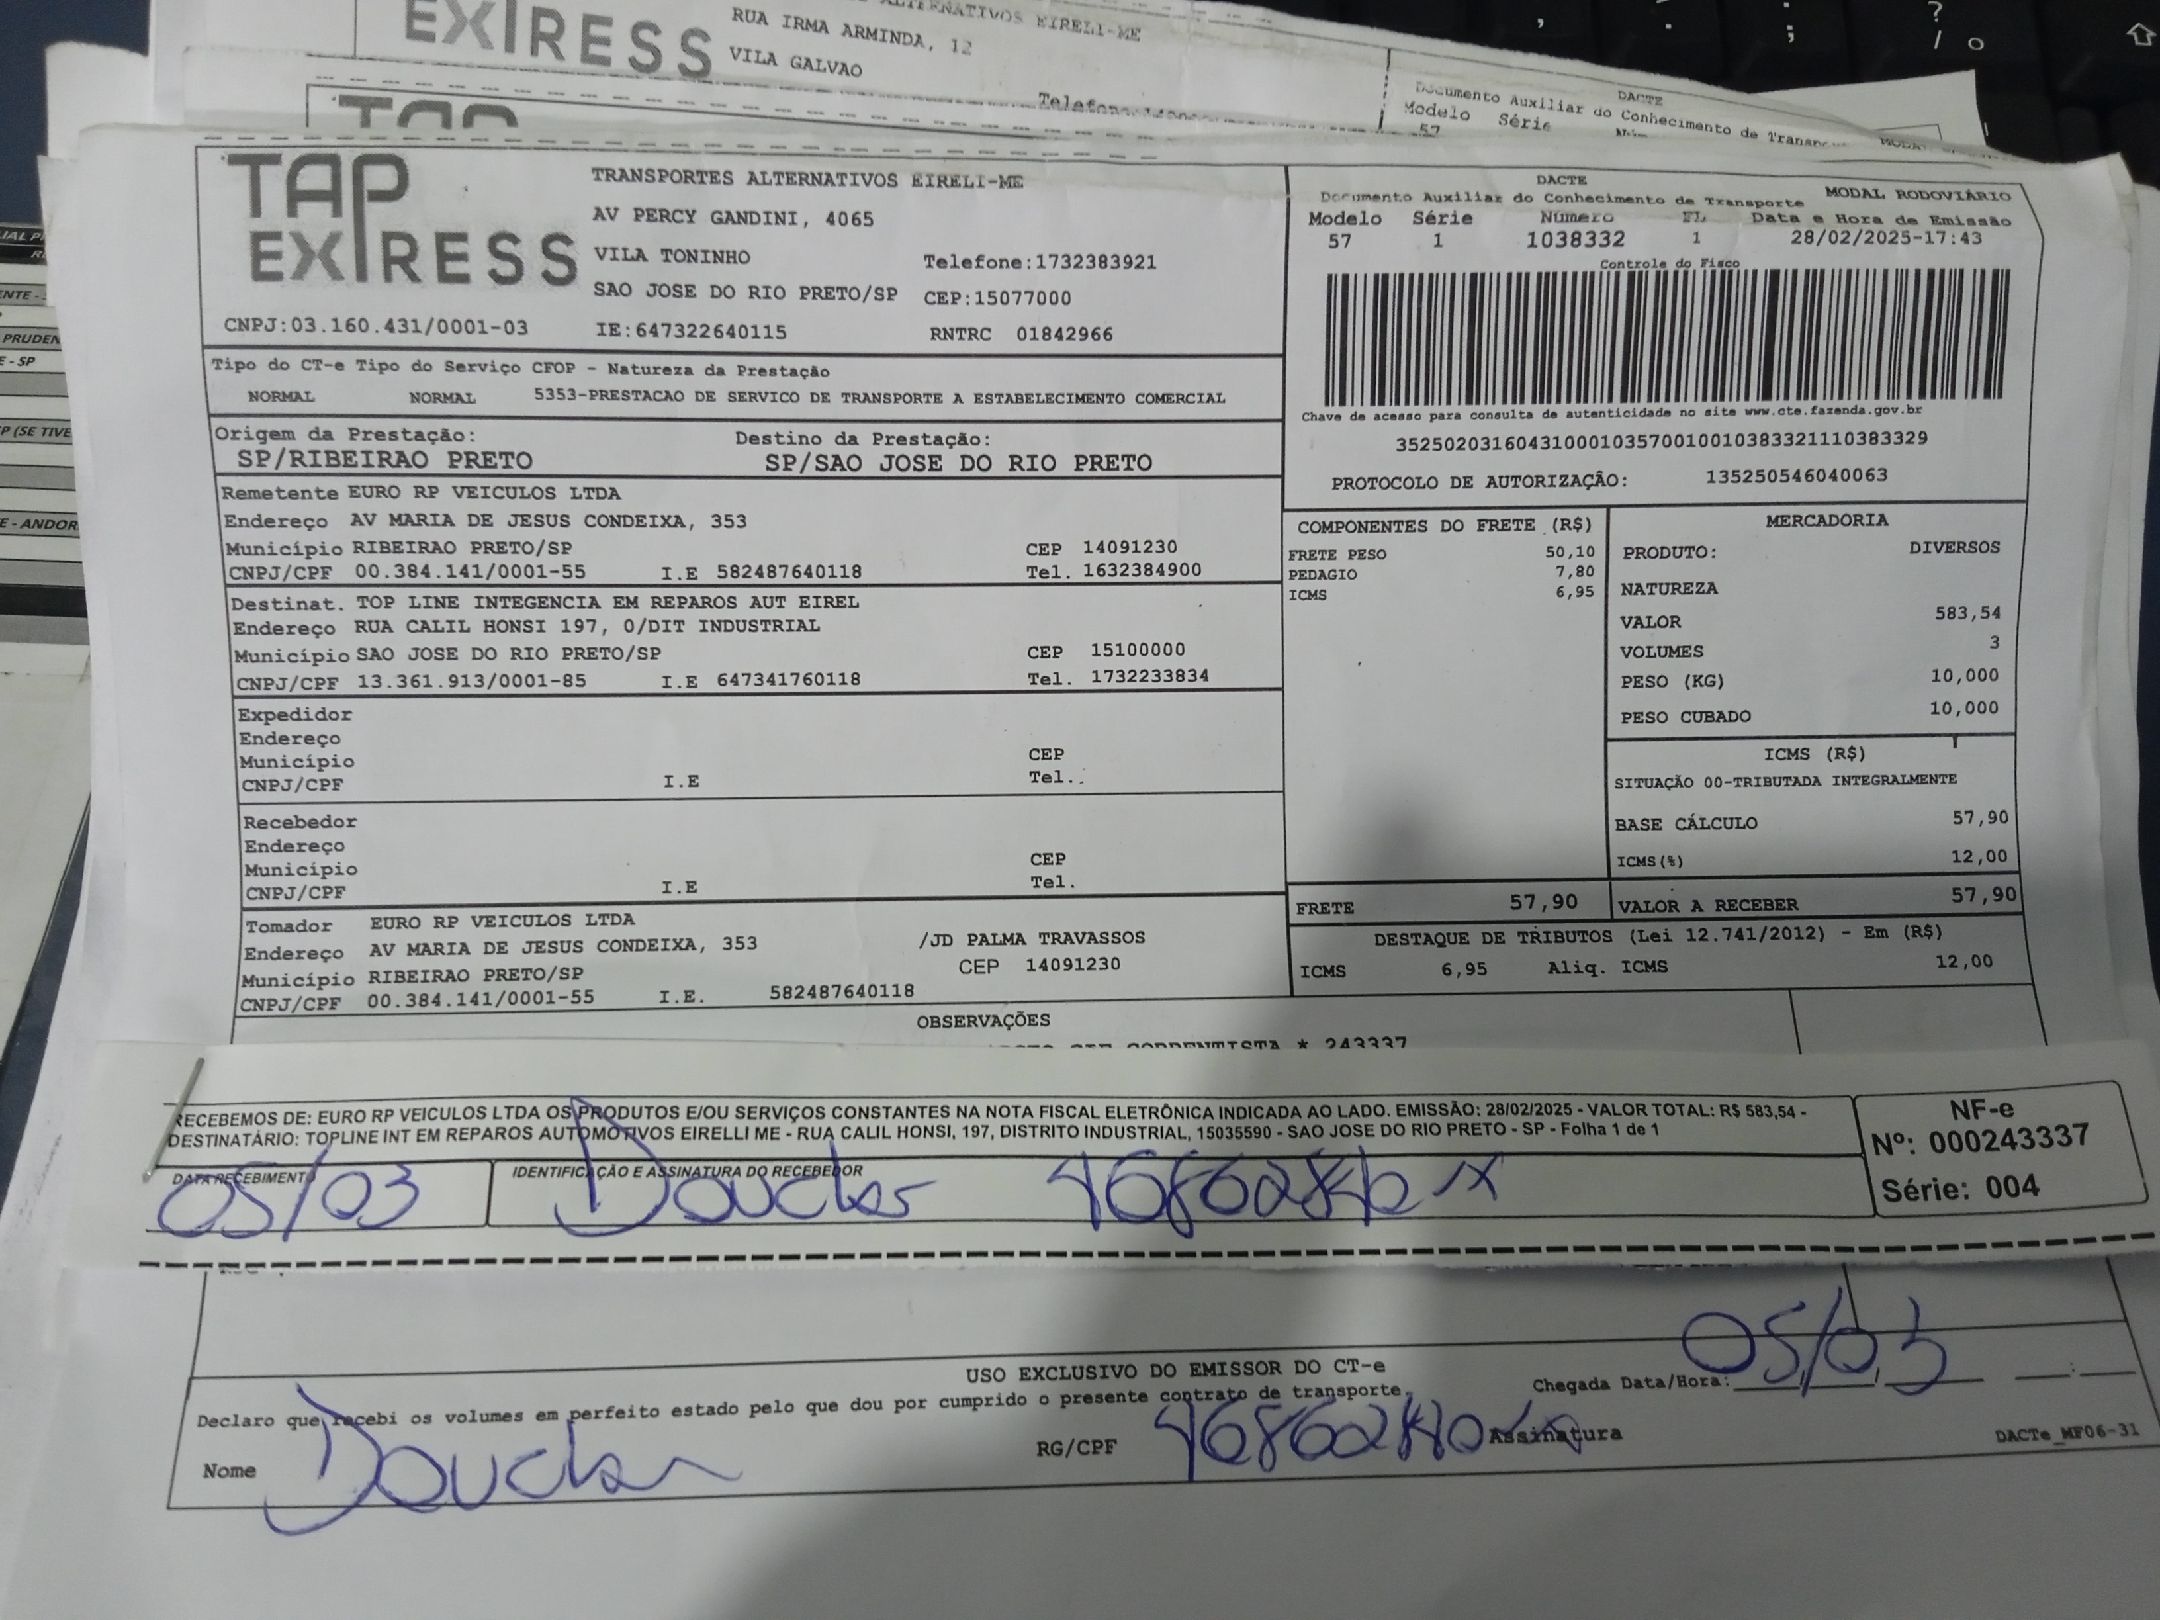 EXPRESS
ALTERNATIVOS EIRELI-ME
RUA IRMA ARMINDA, 12
VILA GALVAO
DACTE
Documento Auxiliar do Conhecimento de
Modelo Série
57
TAP
EXPRESS
TRANSPORTES ALTERNATIVOS EIRELI-ME
AV PERCY GANDINI, 4065
VILA TONINHO Telefone:1732383921
SAO JOSE DO RIO PRETO/SP CEP:15077000
CNPJ:03.160.431/0001-03 IE:647322640115 RNTRC 01842966
DACTE
Documento Auxiliar do Conhecimento de Transporte MODAL RODOVIÁRIO
Modelo Série Número FL Data e Hora de Emissão
57 1 1038332 1 28/02/2025-17:43
Controle do Fisco
Chave de acesso para consulta de autenticidade no site www.cte.fazenda.gov.br
35250203160431000103570010010383321110383329
PROTOCOLO DE AUTORIZAÇÃO: 135250546040063
Tipo do CT-e Tipo do Serviço CFOP - Natureza da Prestação
NORMAL NORMAL 5353-PRESTACAO DE SERVICO DE TRANSPORTE A ESTABELECIMENTO COMERCIAL
Origem da Prestação: Destino da Prestação:
SP/RIBEIRAO PRETO SP/SAO JOSE DO RIO PRETO
Remetente EURO RP VEICULOS LTDA
Endereço AV MARIA DE JESUS CONDEIXA, 353
Município RIBEIRAO PRETO/SP CEP 14091230
CNPJ/CPF 00.384.141/0001-55 I.E 582487640118 Tel. 1632384900
Destinat. TOP LINE INTEGENCIA EM REPAROS AUT EIREL
Endereço RUA CALIL HONSI 197, 0/DIT INDUSTRIAL
Município SAO JOSE DO RIO PRETO/SP CEP 15100000
CNPJ/CPF 13.361.913/0001-85 I.E 647341760118 Tel. 1732233834
Expedidor
Endereço
Município CEP
CNPJ/CPF I.E Tel..
Recebedor
Endereço
Município CEP
CNPJ/CPF I.E Tel.
Tomador EURO RP VEICULOS LTDA
Endereço AV MARIA DE JESUS CONDEIXA, 353 /JD PALMA TRAVASSOS
Município RIBEIRAO PRETO/SP CEP 14091230
CNPJ/CPF 00.384.141/0001-55 I.E. 582487640118
COMPONENTES DO FRETE (R$)
FRETE PESO 50,10
PEDAGIO 7,80
ICMS 6,95
MERCADORIA
PRODUTO: DIVERSOS
NATUREZA
VALOR 583,54
VOLUMES 3
PESO (KG) 10,000
PESO CUBADO 10,000
ICMS (R$)
SITUAÇÃO 00-TRIBUTADA INTEGRALMENTE
BASE CÁLCULO 57,90
ICMS(%) 12,00
FRETE 57,90 VALOR A RECEBER 57,90
DESTAQUE DE TRIBUTOS (Lei 12.741/2012) - Em (R$)
ICMS 6,95 Aliq. ICMS 12,00
OBSERVAÇÕES
CORRENTISTA * 243337
RECEBEMOS DE: EURO RP VEICULOS LTDA OS PRODUTOS E/OU SERVIÇOS CONSTANTES NA NOTA FISCAL ELETRÔNICA INDICADA AO LADO. EMISSÃO: 28/02/2025 - VALOR TOTAL: R$ 583,54 -
DESTINATÁRIO: TOPLINE INT EM REPAROS AUTOMOTIVOS EIRELLI ME - RUA CALIL HONSI, 197, DISTRITO INDUSTRIAL, 15035590 - SAO JOSE DO RIO PRETO - SP - Folha 1 de 1
DATA RECEBIMENTO IDENTIFICAÇÃO E ASSINATURA DO RECEBEDOR
05/03
NF-e
Nº: 000243337
Série: 004
USO EXCLUSIVO DO EMISSOR DO CT-e
Declaro que recebi os volumes em perfeito estado pelo que dou por cumprido o presente contrato de transporte.
Chegada Data/Hora: 05/03
Nome RG/CPF Assinatura
DACTe_MF06-31